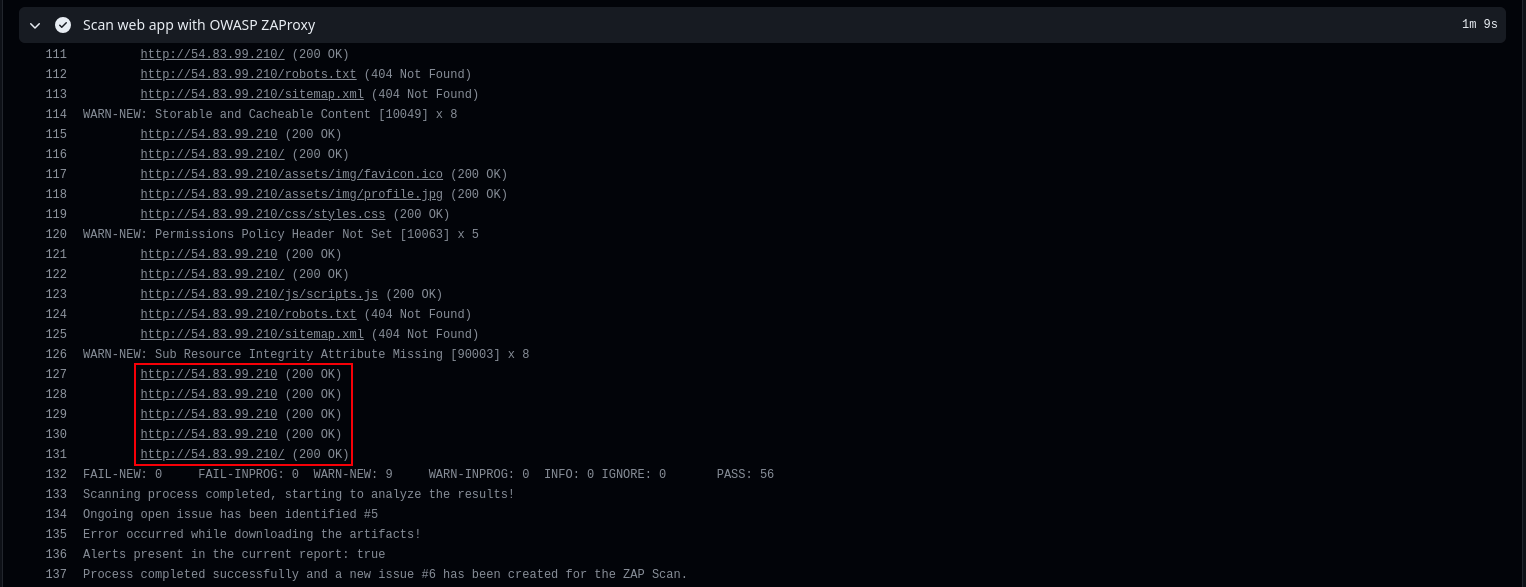 Scan web app with OWASP ZAProxy 1m 9s
111 http://54.83.99.210/ (200 OK)
112 http://54.83.99.210/robots.txt (404 Not Found)
113 http://54.83.99.210/sitemap.xml (404 Not Found)
114 WARN-NEW: Storable and Cacheable Content [10049] x 8
115 http://54.83.99.210 (200 OK)
116 http://54.83.99.210/ (200 OK)
117 http://54.83.99.210/assets/img/favicon.ico (200 OK)
118 http://54.83.99.210/assets/img/profile.jpg (200 OK)
119 http://54.83.99.210/css/styles.css (200 OK)
120 WARN-NEW: Permissions Policy Header Not Set [10063] x 5
121 http://54.83.99.210 (200 OK)
122 http://54.83.99.210/ (200 OK)
123 http://54.83.99.210/js/scripts.js (200 OK)
124 http://54.83.99.210/robots.txt (404 Not Found)
125 http://54.83.99.210/sitemap.xml (404 Not Found)
126 WARN-NEW: Sub Resource Integrity Attribute Missing [90003] x 8
127 http://54.83.99.210 (200 OK)
128 http://54.83.99.210 (200 OK)
129 http://54.83.99.210 (200 OK)
130 http://54.83.99.210 (200 OK)
131 http://54.83.99.210/ (200 OK)
132 FAIL-NEW: 0 FAIL-INPROG: 0 WARN-NEW: 9 WARN-INPROG: 0 INFO: 0 IGNORE: 0 PASS: 56
133 Scanning process completed, starting to analyze the results!
134 Ongoing open issue has been identified #5
135 Error occurred while downloading the artifacts!
136 Alerts present in the current report: true
137 Process completed successfully and a new issue #6 has been created for the ZAP Scan.